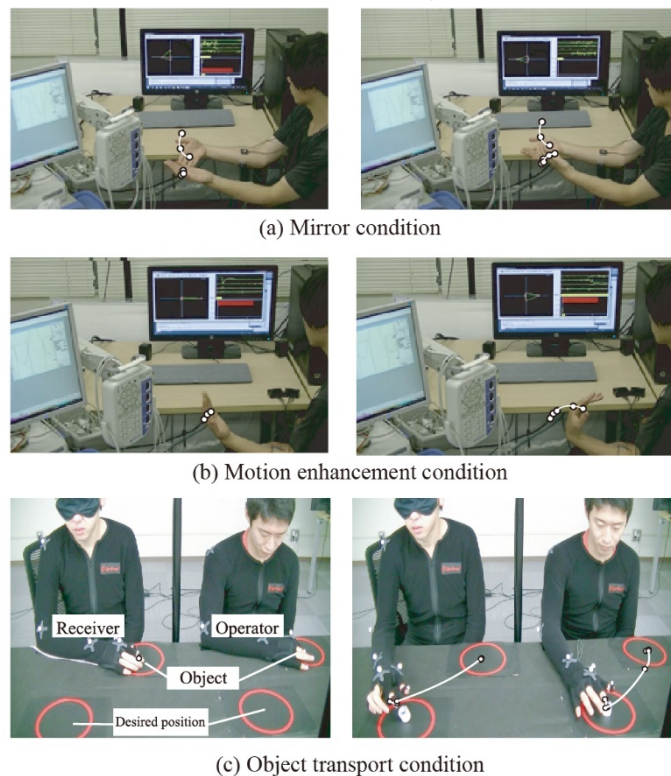 (a) Mirror condition
(b) Motion enhancement condition
Receiver
Operator
Object
Desired position
(c) Object transport condition